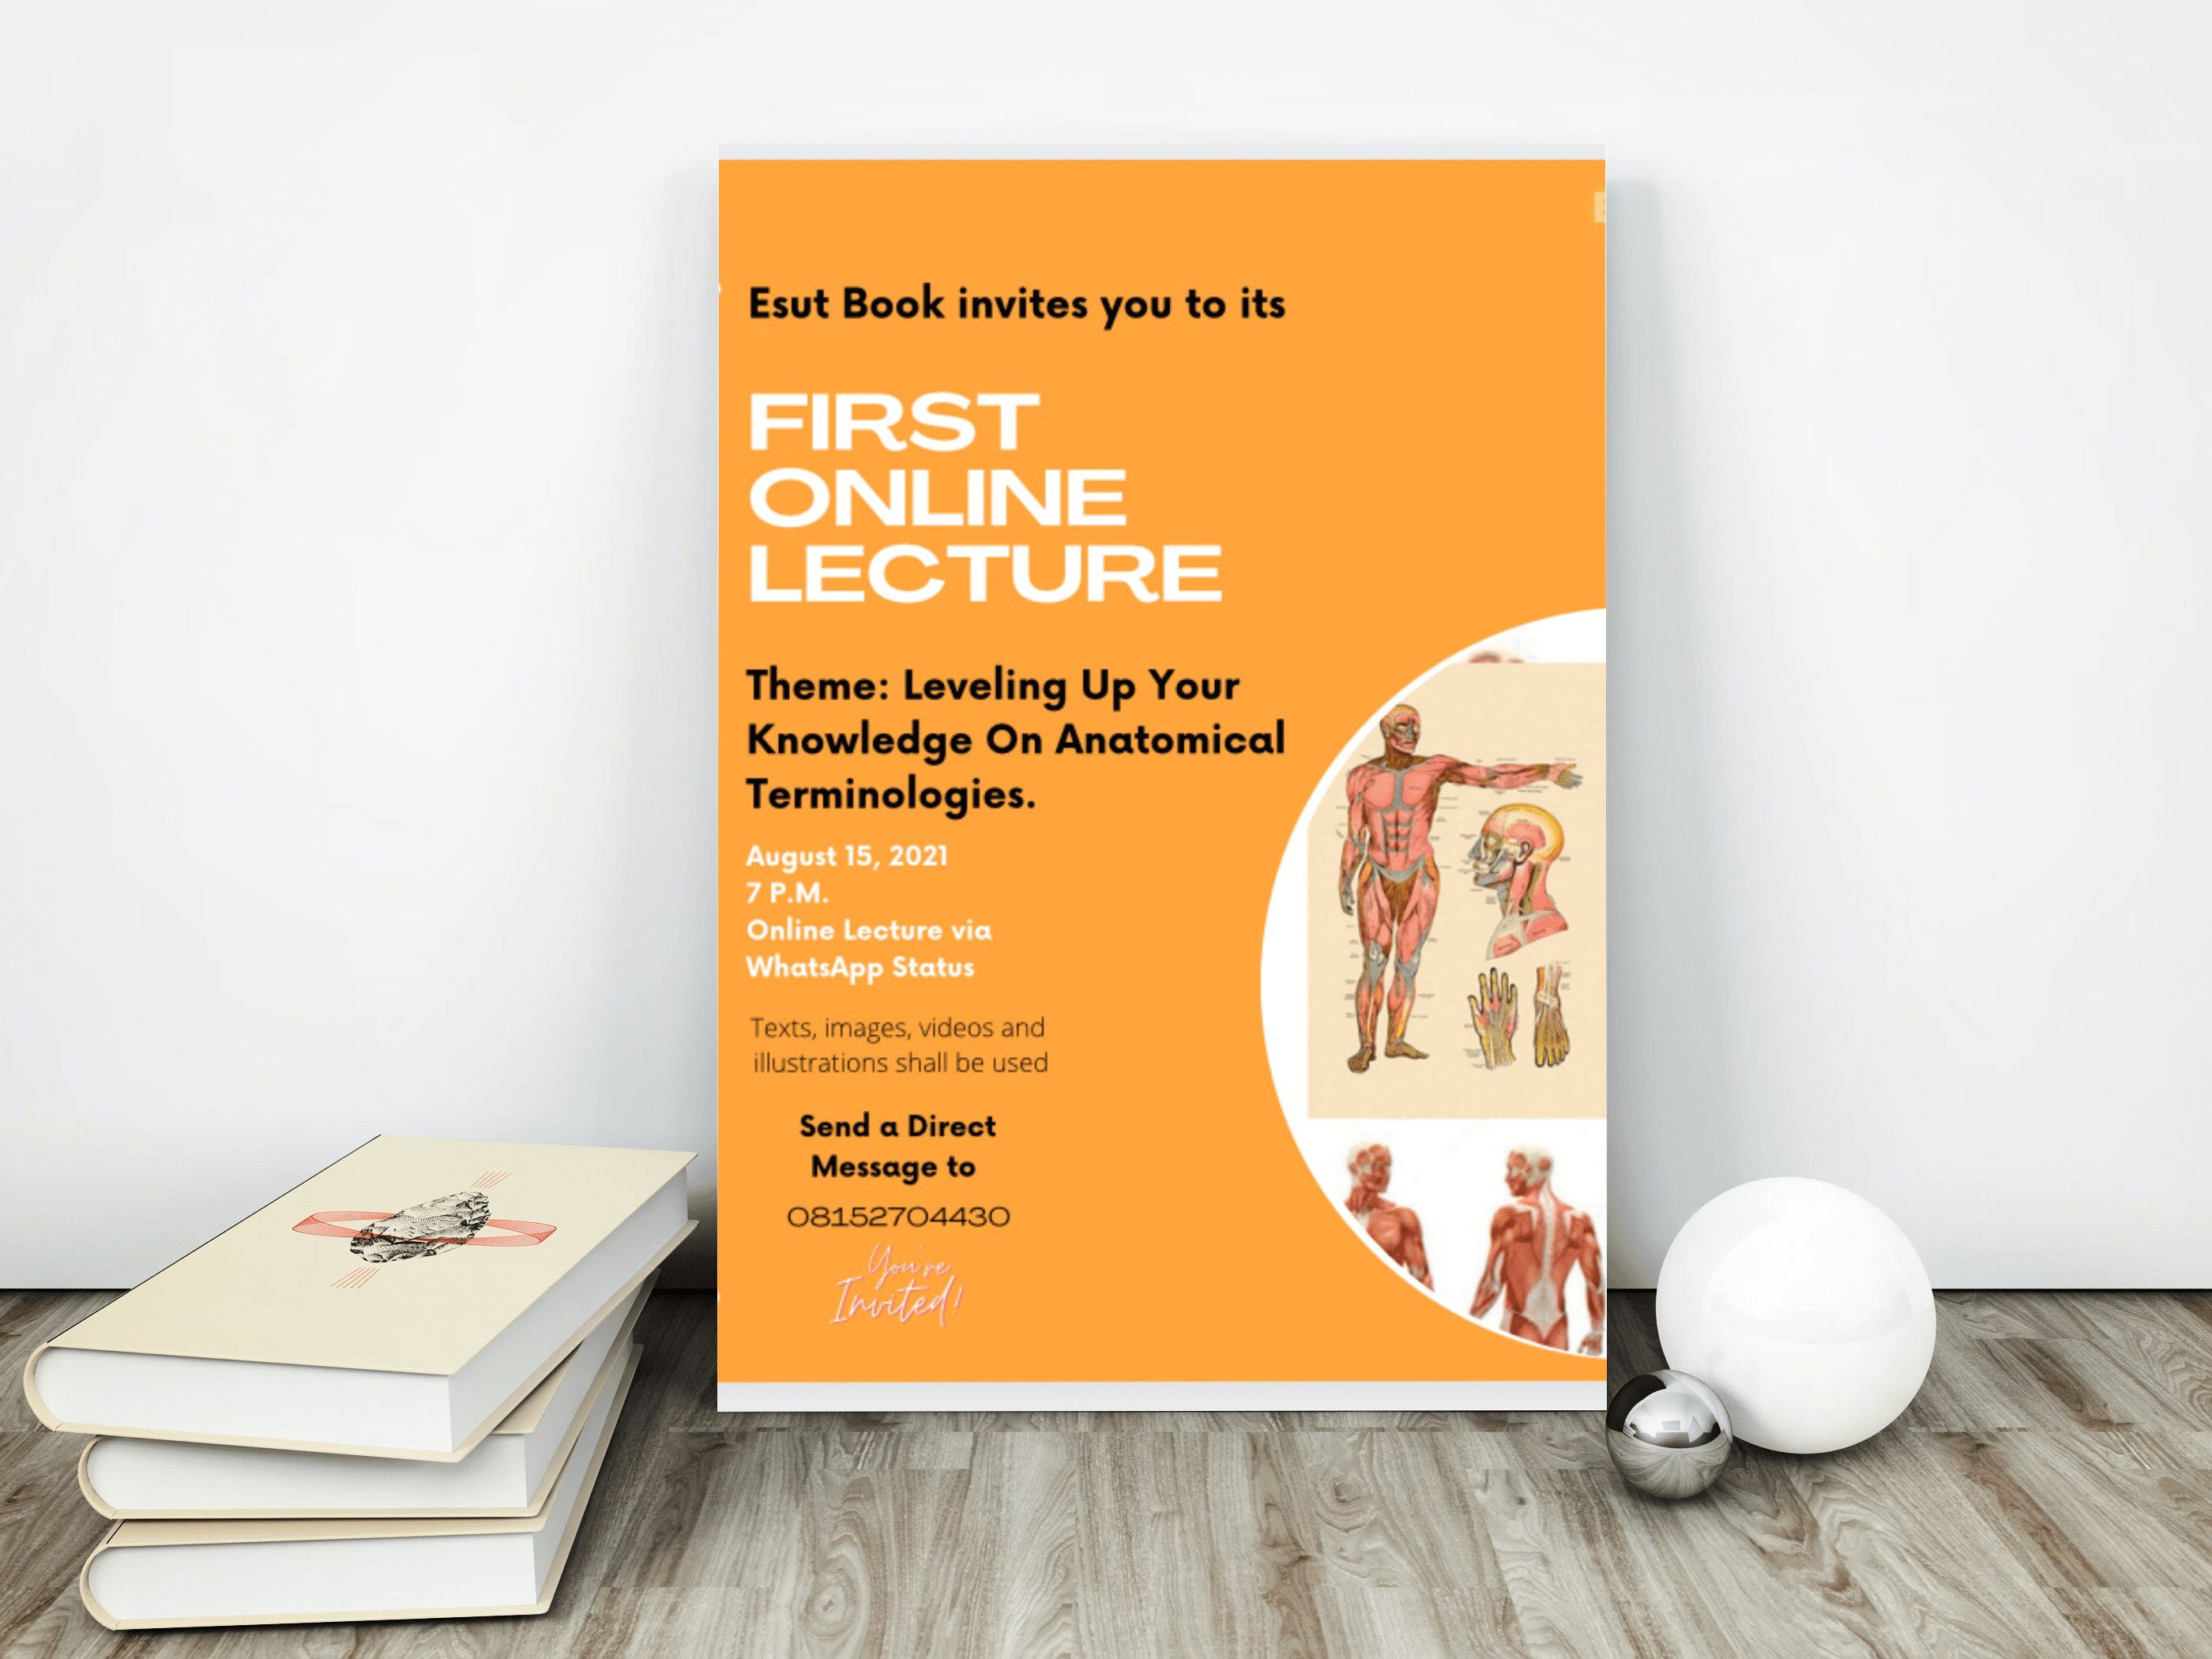 Esut Book invites you to its
FIRST
ONLINE
LECTURE
Theme: Leveling Up Your
Knowledge On Anatomical
Terminologies.
August 15, 2021
7 P.M.
Online Lecture via
WhatsApp Status
Texts, images, videos and
illustrations shall be used
Send a Direct
Message to
08152704430
You're
Invited!